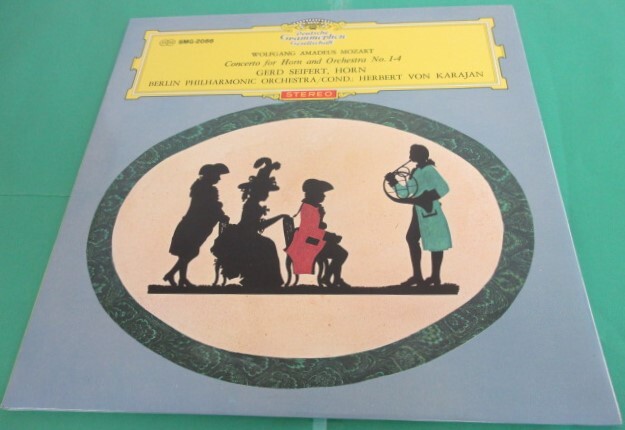 Deutsche
Grammophon
Gesellschaft
SMG-2088
WOLFGANG AMADEUS MOZART
Concerto for Horn and Orchestra No. 1-4
GERD SEIFERT, HORN
BERLIN PHILHARMONIC ORCHESTRA/COND.: HERBERT VON KARAJAN
STEREO